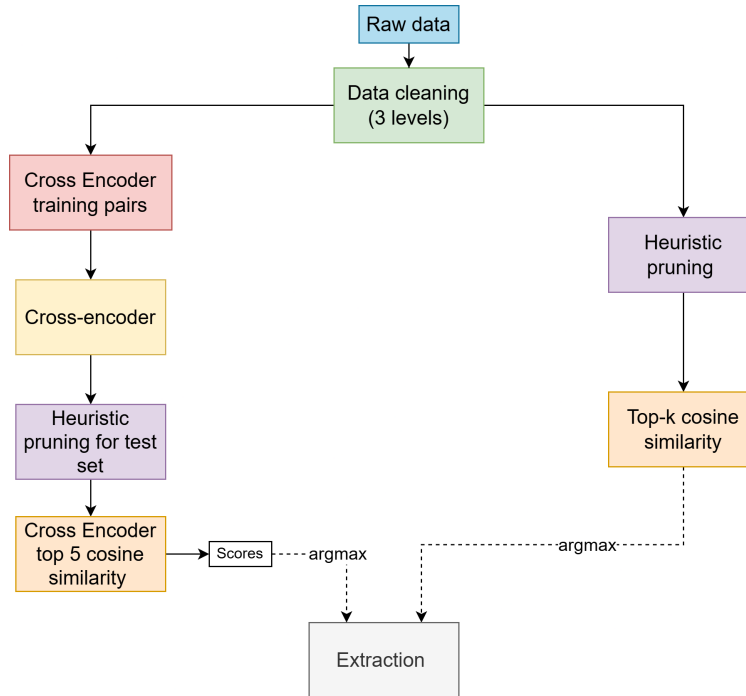 Raw data
Data cleaning
(3 levels)
Cross Encoder
training pairs
Heuristic
pruning
Cross-encoder
Top-k cosine
similarity
Heuristic
pruning for test
set
Cross Encoder
top 5 cosine
similarity
Scores
argmax
argmax
Extraction